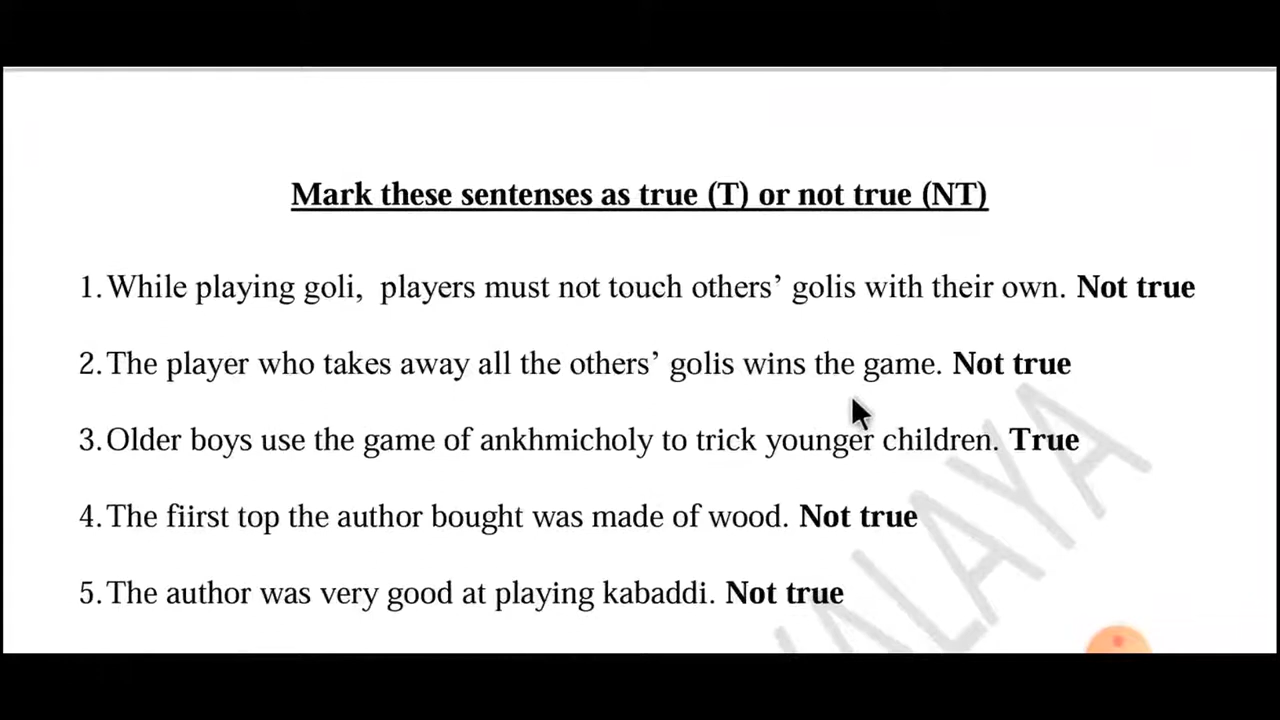 Mark these sentenses as true (T) or not true (NT)
1. While playing goli, players must not touch others’ golis with their own. Not true
2. The player who takes away all the others’ golis wins the game. Not true
3. Older boys use the game of ankhmicholy to trick younger children. True
4. The fiirst top the author bought was made of wood. Not true
5. The author was very good at playing kabaddi. Not true